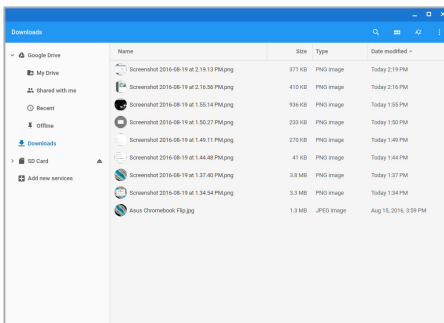 Downloads
Google Drive
My Drive
Shared with me
Recent
Offline
Downloads
SD Card
Add new services
Name Size Type Date modified
Screenshot 2016-08-19 at 2.19.13 PM.png 371 KB PNG image Today 2:19 PM
Screenshot 2016-08-19 at 2.16.56 PM.png 410 KB PNG image Today 2:16 PM
Screenshot 2016-08-19 at 1.55.14 PM.png 936 KB PNG image Today 1:55 PM
Screenshot 2016-08-19 at 1.50.27 PM.png 233 KB PNG image Today 1:50 PM
Screenshot 2016-08-19 at 1.49.11 PM.png 270 KB PNG image Today 1:49 PM
Screenshot 2016-08-19 at 1.44.48 PM.png 41 KB PNG image Today 1:44 PM
Screenshot 2016-08-19 at 1.37.40 PM.png 3.8 MB PNG image Today 1:37 PM
Screenshot 2016-08-19 at 1.34.54 PM.png 3.3 MB PNG image Today 1:34 PM
Asus Chromebook Flip.jpg 1.3 MB JPEG image Aug 15, 2016, 3:59 PM